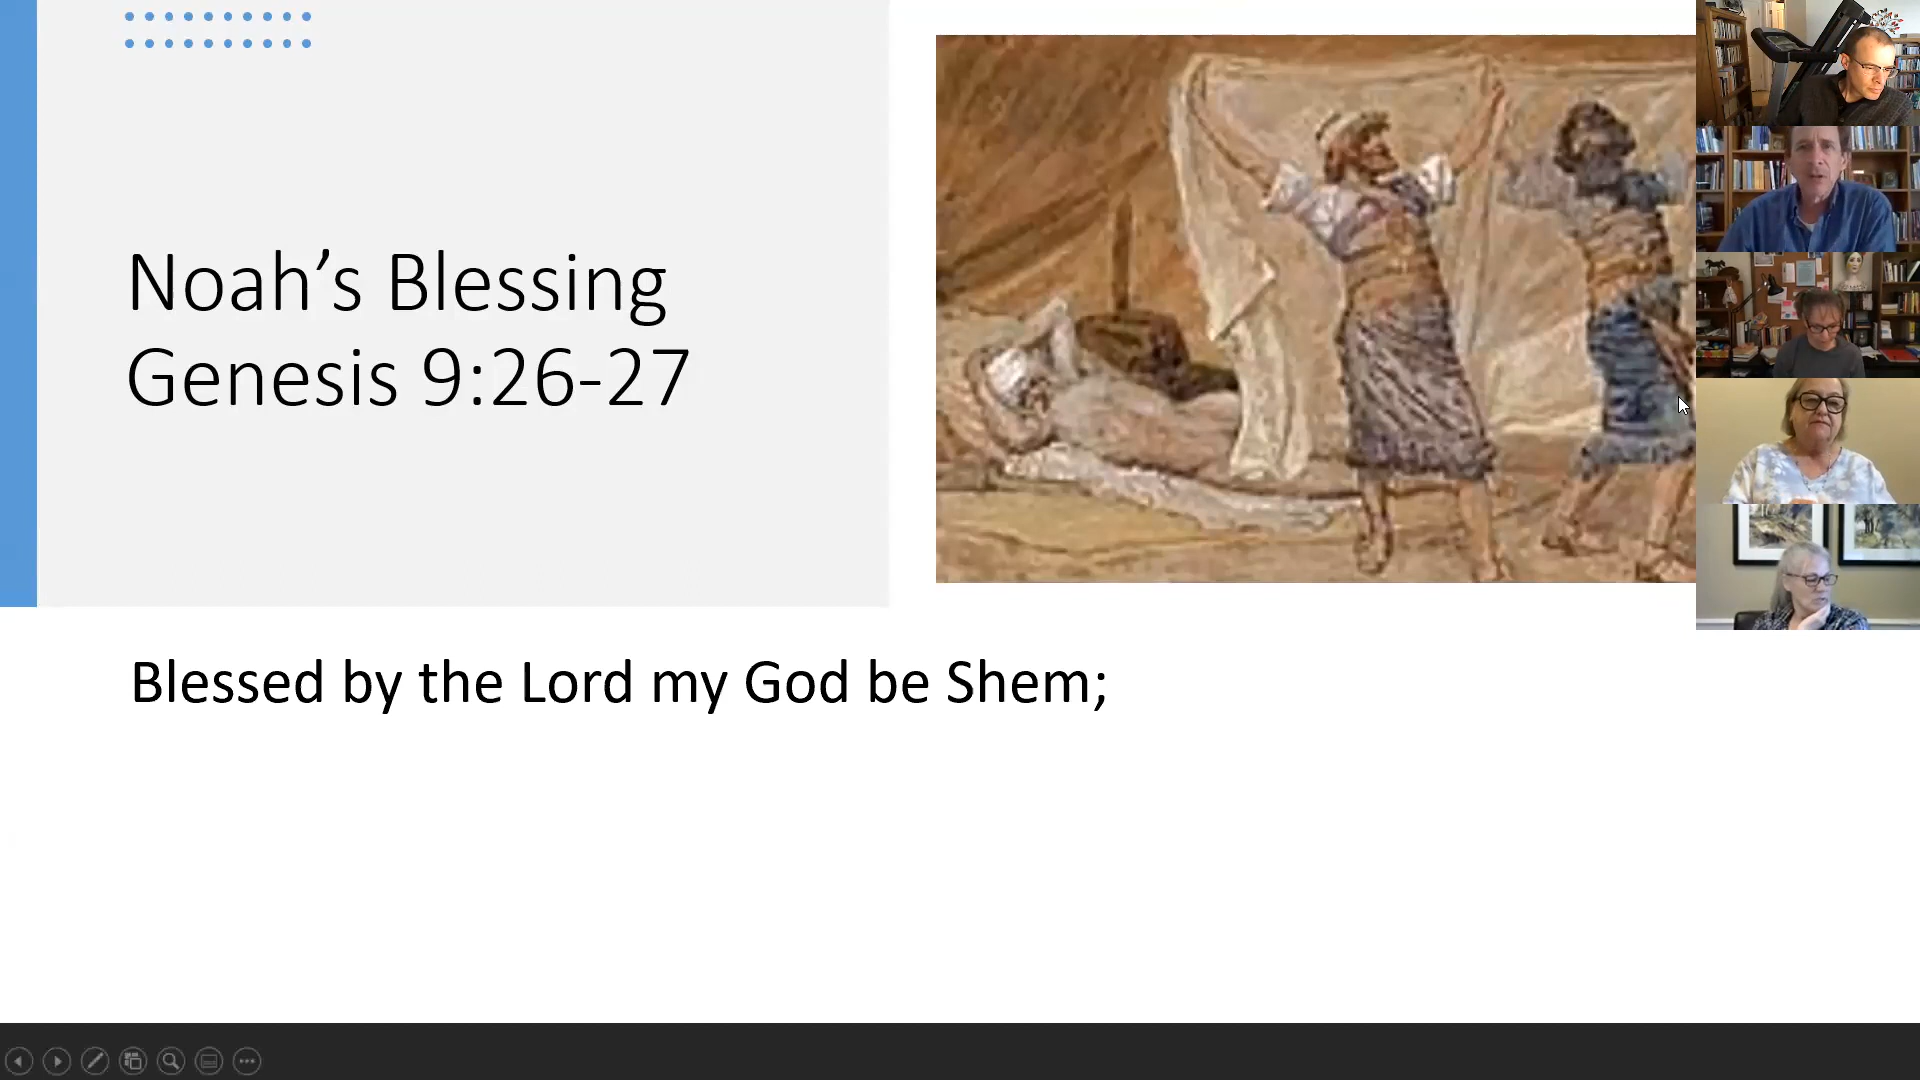 Noah’s Blessing
Genesis 9:26-27
Blessed by the Lord my God be Shem;